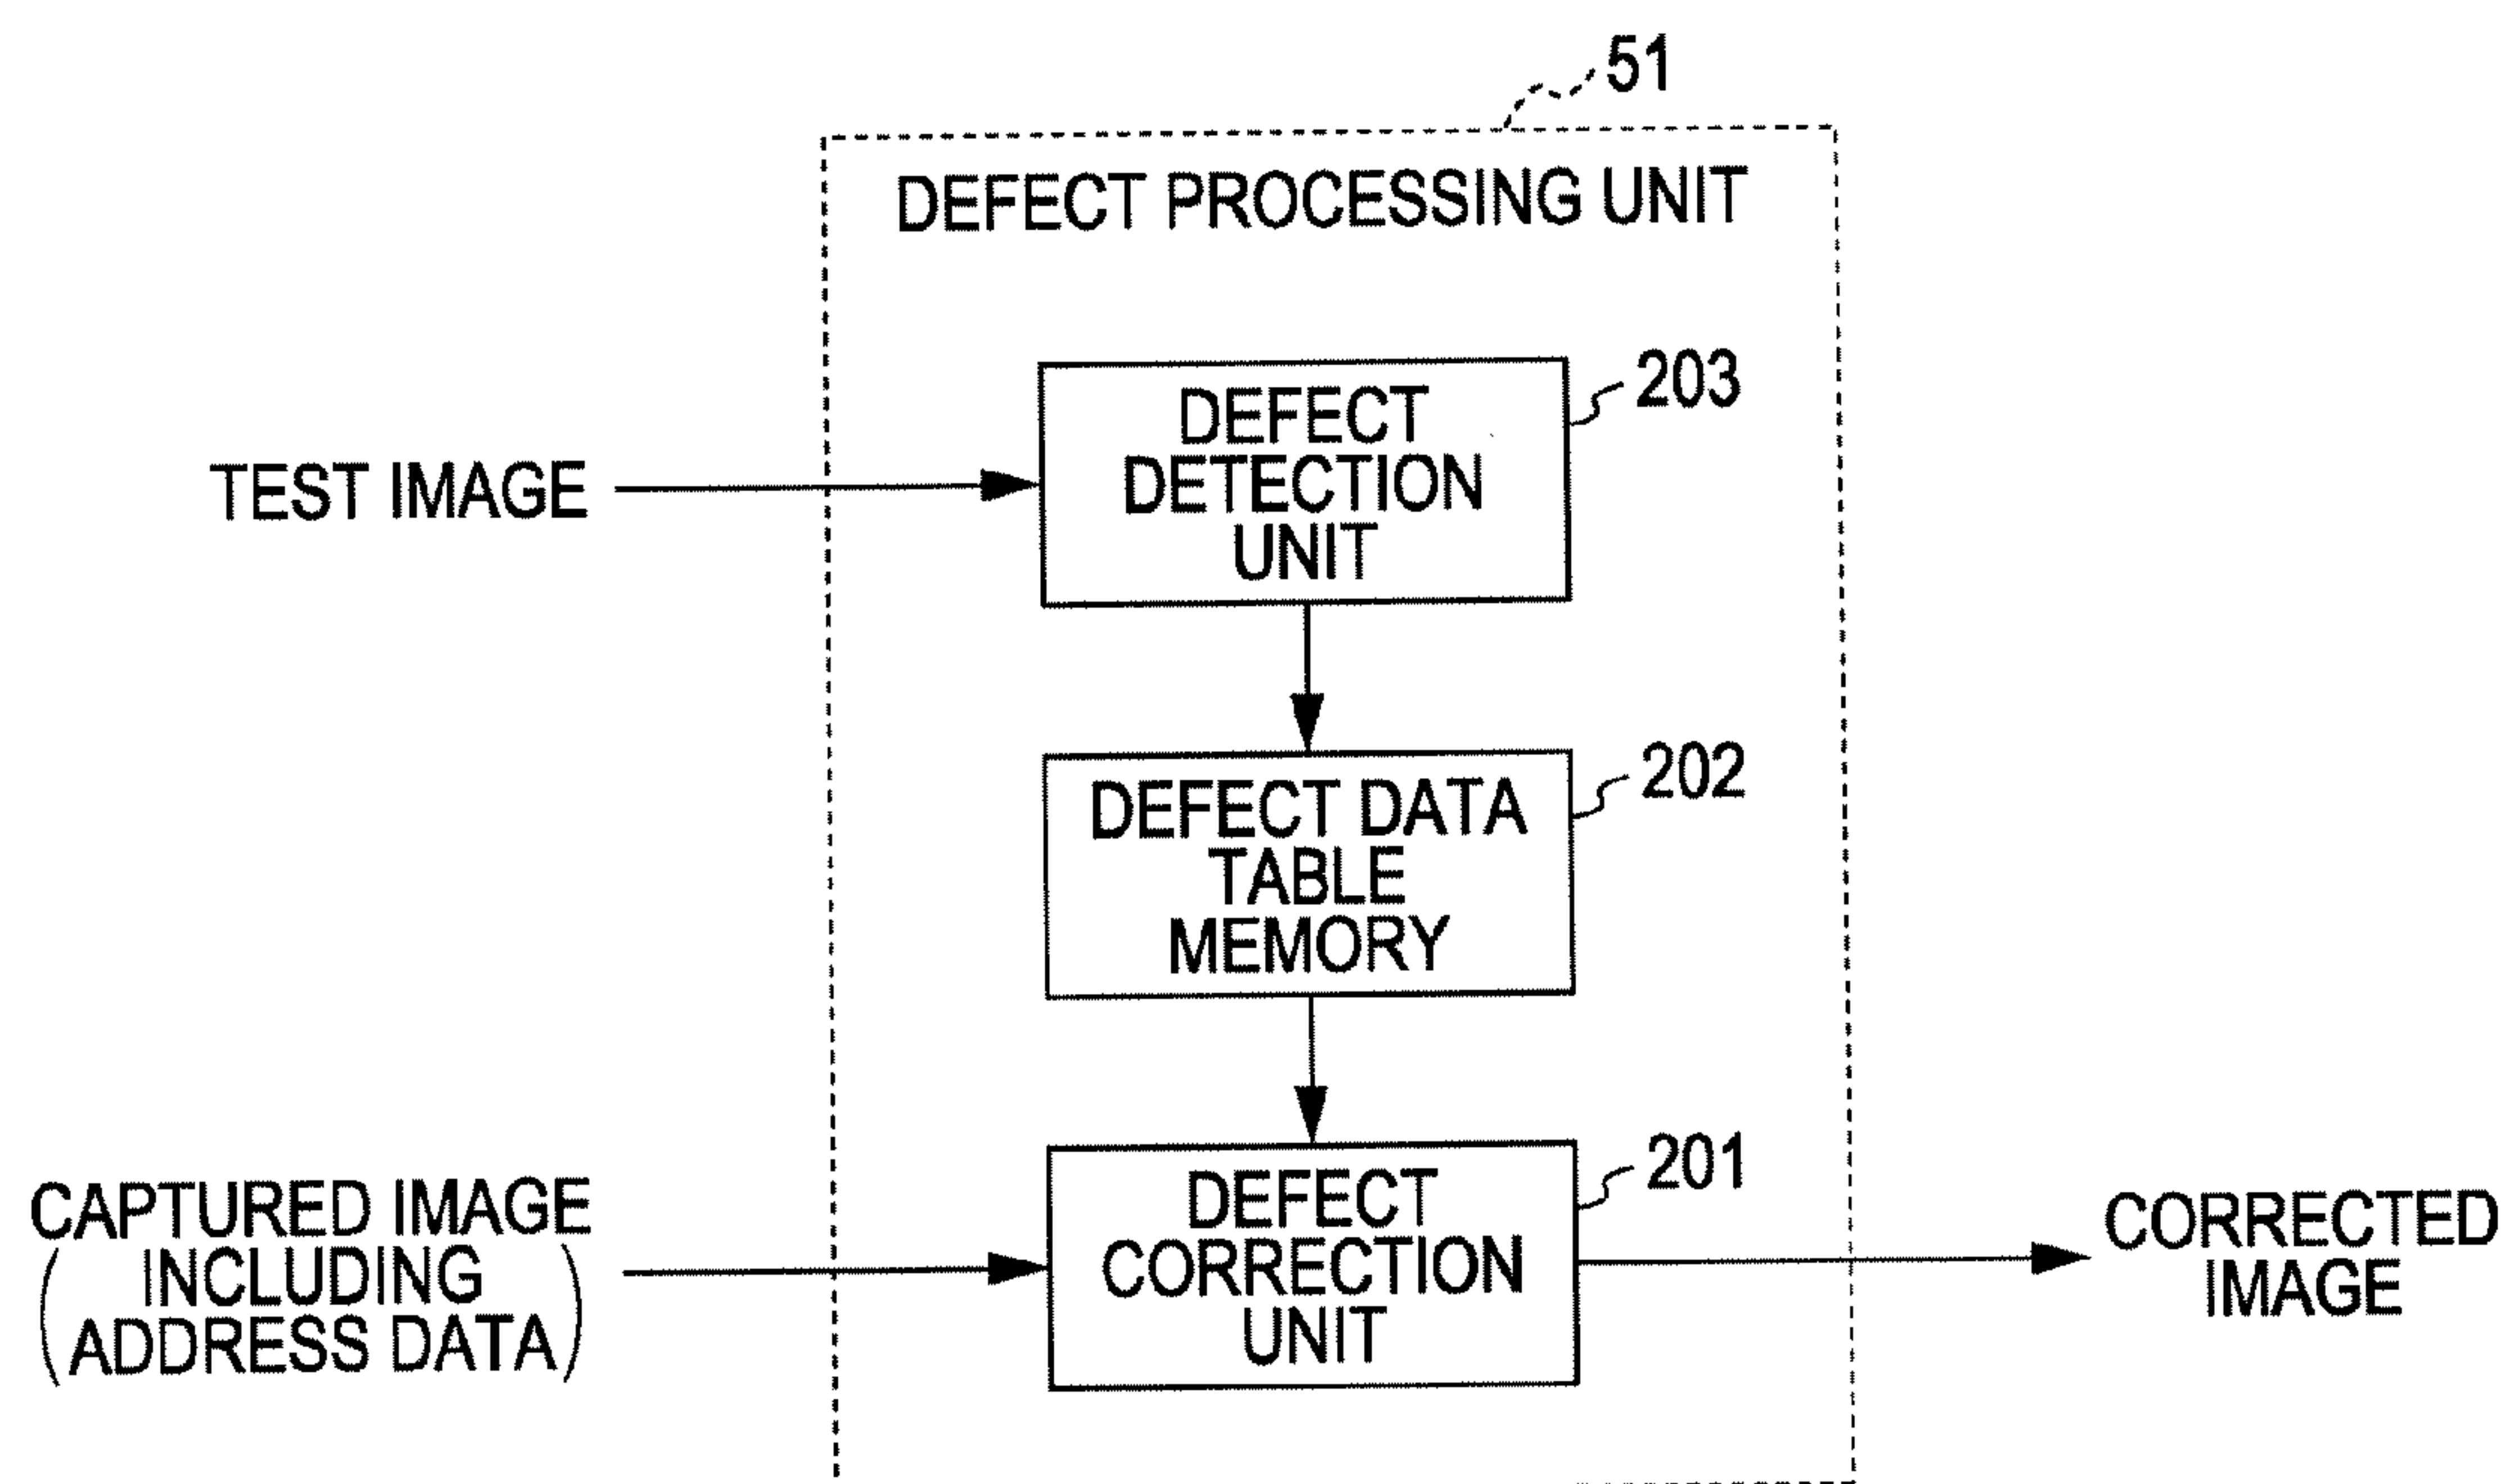 51
DEFECT PROCESSING UNIT
203
DEFECT
DETECTION
UNIT
TEST IMAGE
202
DEFECT DATA
TABLE
MEMORY
201
DEFECT
CORRECTION
UNIT
CAPTURED IMAGE
(INCLUDING
ADDRESS DATA)
CORRECTED
IMAGE